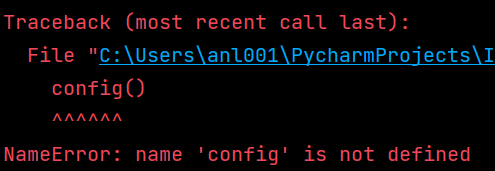 Traceback (most recent call last):
  File "C:\Users\anl001\PycharmProjects\I
    config()
    ^^^^^^
NameError: name 'config' is not defined